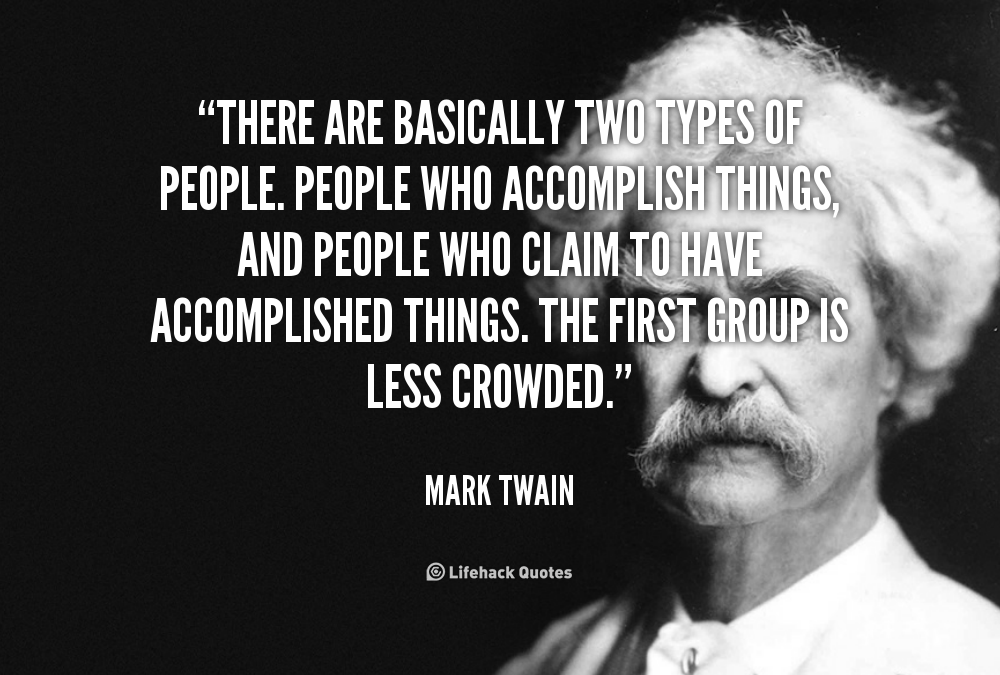 “THERE ARE BASICALLY TWO TYPES OF
PEOPLE. PEOPLE WHO ACCOMPLISH THINGS,
AND PEOPLE WHO CLAIM TO HAVE
ACCOMPLISHED THINGS. THE FIRST GROUP IS
LESS CROWDED.”
MARK TWAIN
Lifehack Quotes